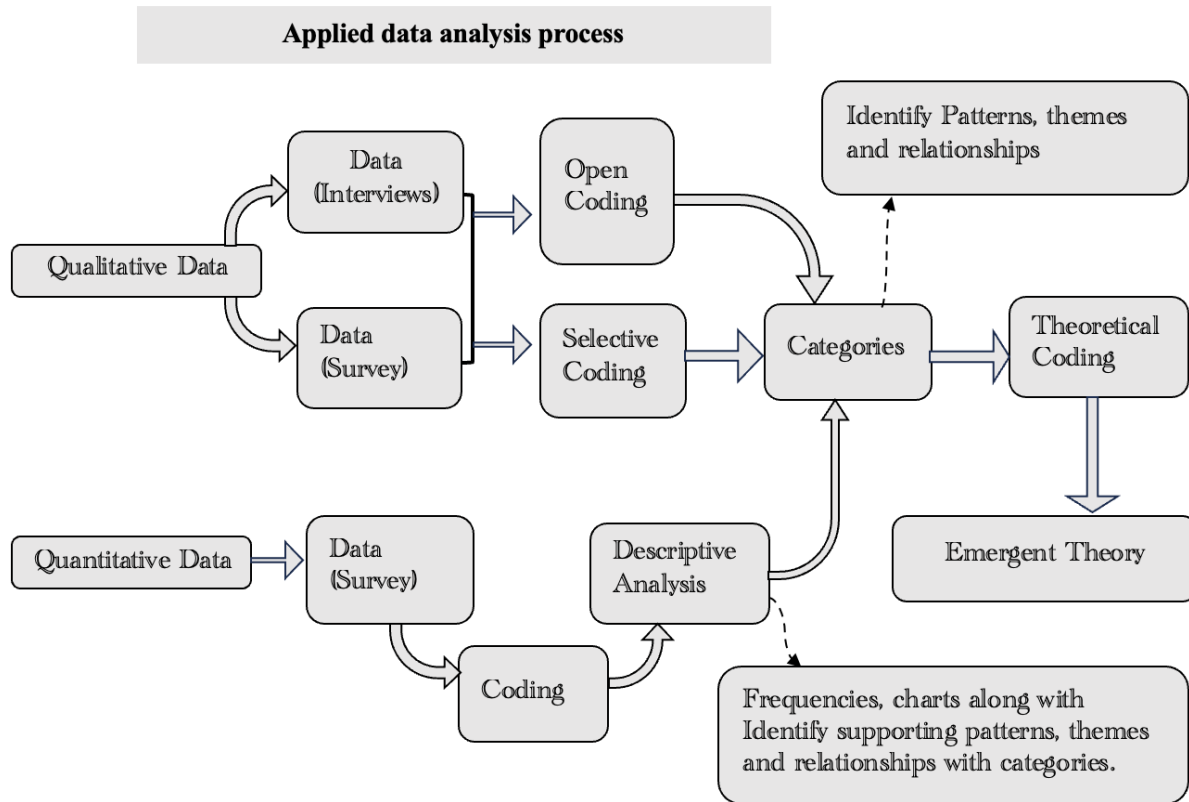 Applied data analysis process
Identify Patterns, themes
and relationships
Data
(Interviews)
Open
Coding
Qualitative Data
Data
(Survey)
Selective
Coding
Categories
Theoretical
Coding
Quantitative Data
Data
(Survey)
Descriptive
Analysis
Emergent Theory
Coding
Frequencies, charts along with
Identify supporting patterns, themes
and relationships with categories.